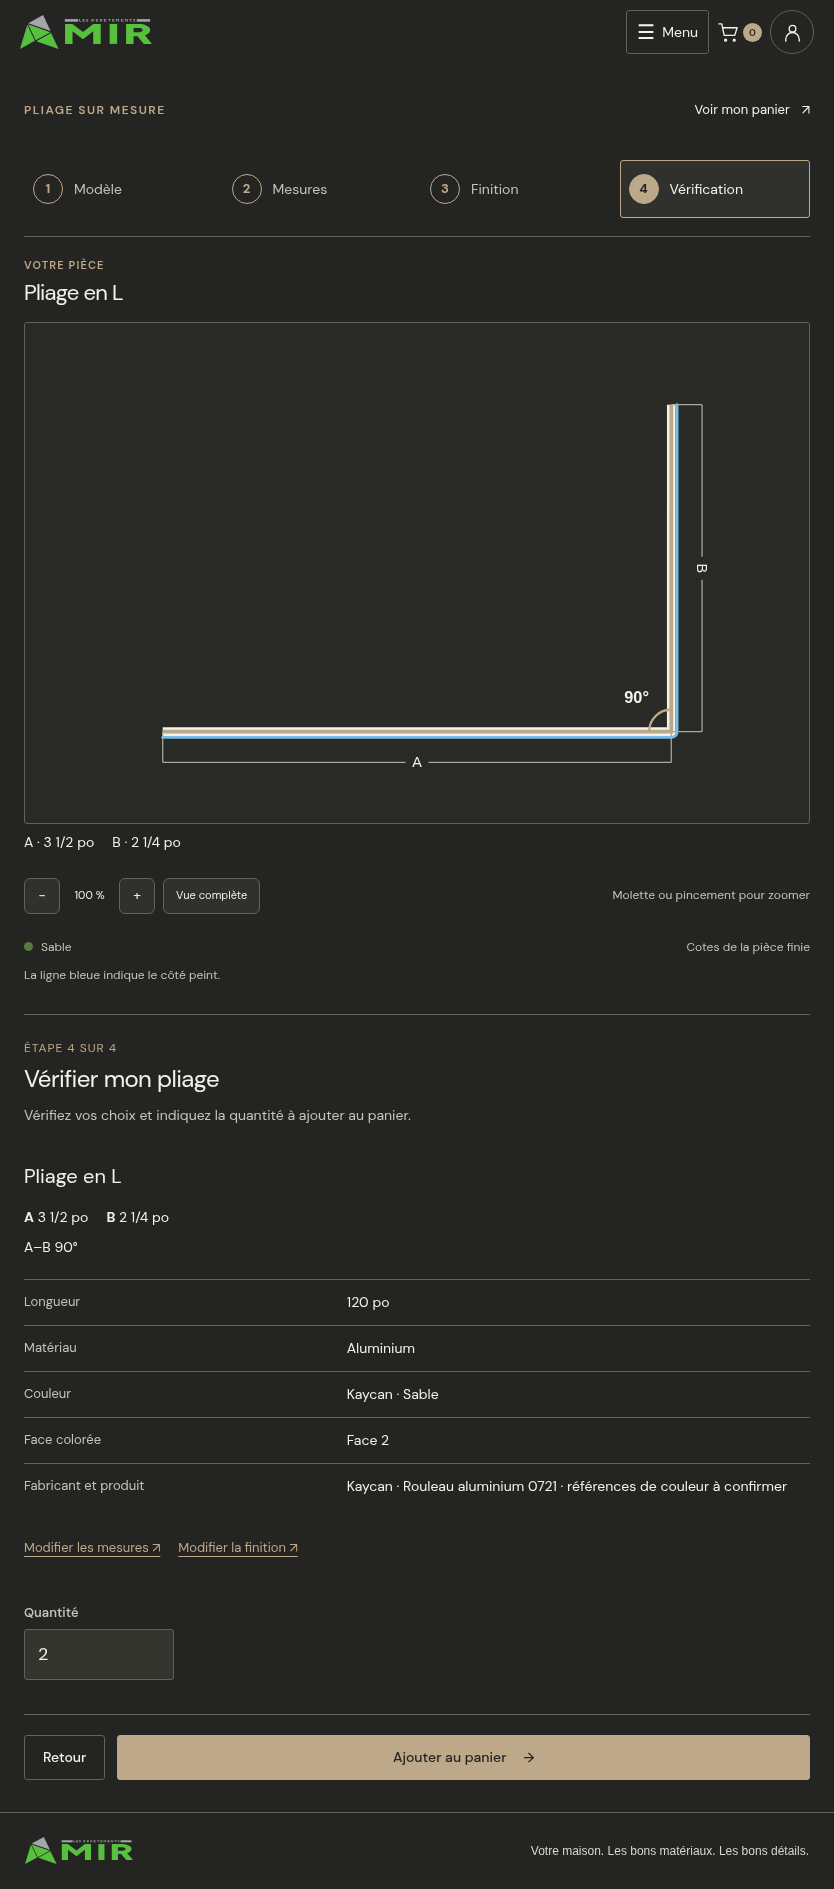 LES REVÊTEMENTS
AMIR
Menu
0
PLIAGE SUR MESURE
Voir mon panier
1 Modèle
2 Mesures
3 Finition
4 Vérification
VOTRE PIÈCE
Pliage en L
B
90°
A
A · 3 1/2 po B · 2 1/4 po
− 100 % + Vue complète
Molette ou pincement pour zoomer
Sable
Cotes de la pièce finie
La ligne bleue indique le côté peint.
ÉTAPE 4 SUR 4
Vérifier mon pliage
Vérifiez vos choix et indiquez la quantité à ajouter au panier.
Pliage en L
A 3 1/2 po B 2 1/4 po
A–B 90°
Longueur 120 po
Matériau Aluminium
Couleur Kaycan · Sable
Face colorée Face 2
Fabricant et produit Kaycan · Rouleau aluminium 0721 · références de couleur à confirmer
Modifier les mesures Modifier la finition
Quantité
2
Retour
Ajouter au panier →
LES REVÊTEMENTS
AMIR
Votre maison. Les bons matériaux. Les bons détails.